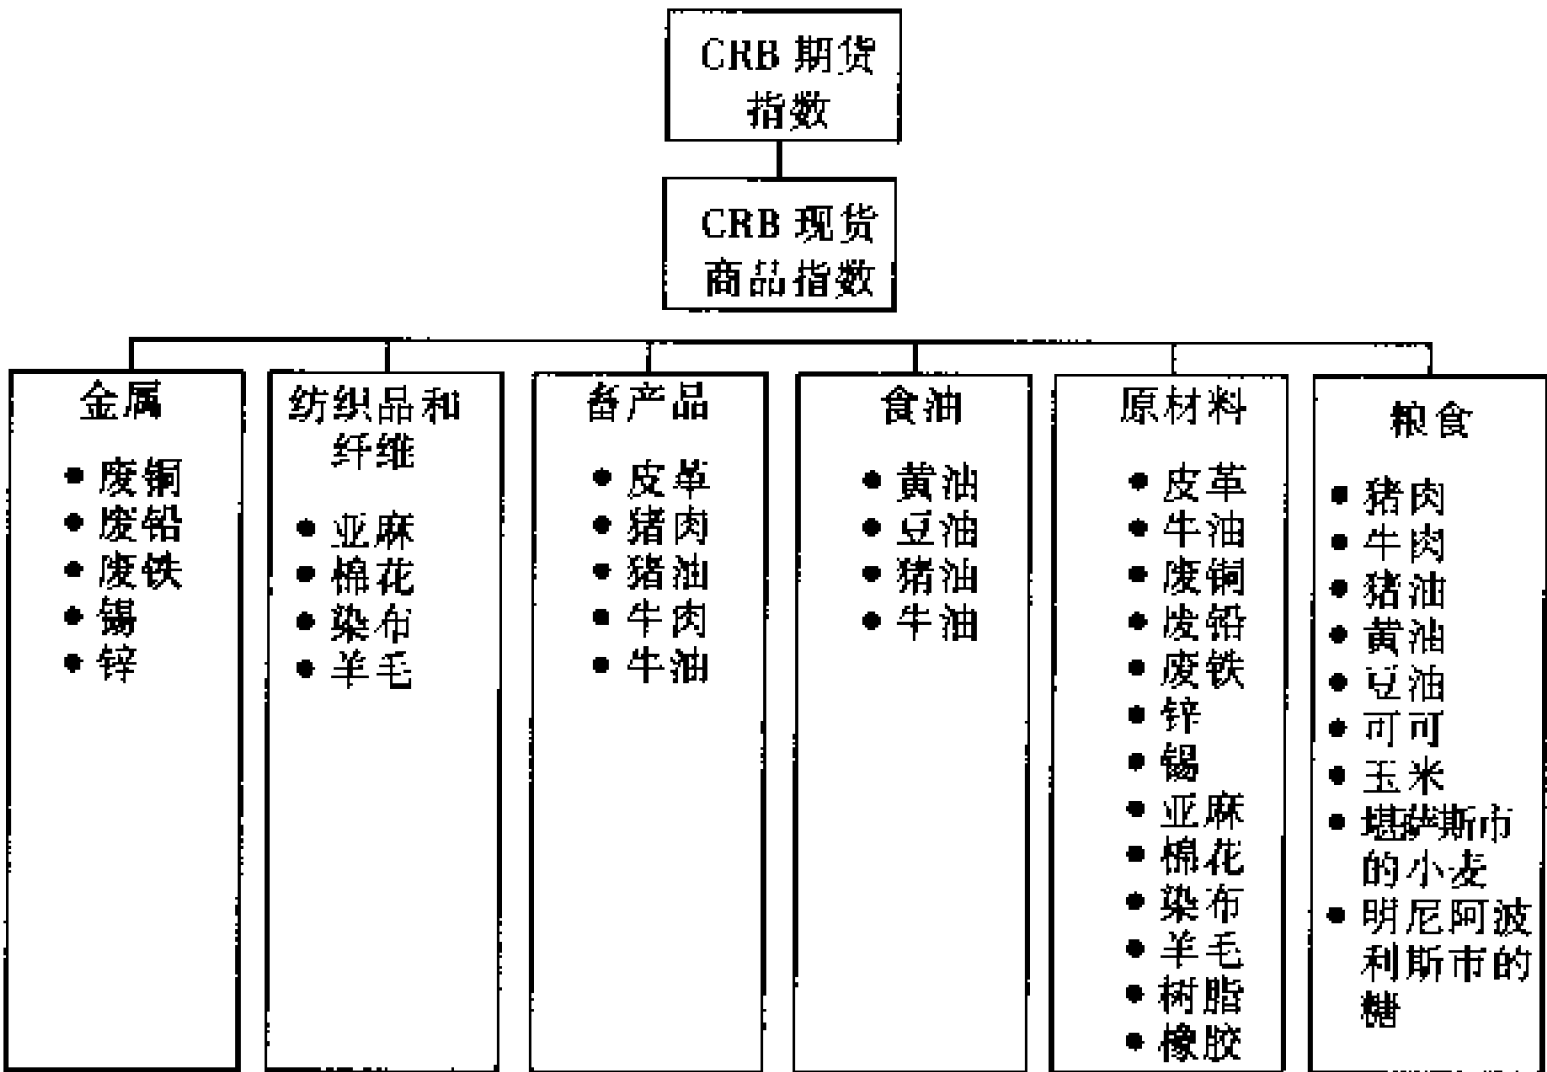 CRB 期货
指数
CRB 现货
商品指数
金属
● 废铜
● 废铅
● 废铁
● 锡
● 锌
纺织品和
纤维
● 亚麻
● 棉花
● 染布
● 羊毛
畜产品
● 皮革
● 猪肉
● 猪油
● 牛肉
● 牛油
食油
● 黄油
● 豆油
● 猪油
● 牛油
原材料
● 皮革
● 牛油
● 废铜
● 废铅
● 废铁
● 锌
● 锡
● 亚麻
● 棉花
● 染布
● 羊毛
● 树脂
● 橡胶
粮食
● 猪肉
● 牛肉
● 猪油
● 黄油
● 豆油
● 可可
● 玉米
● 堪萨斯市
的小麦
● 明尼阿波
利斯市的
糖